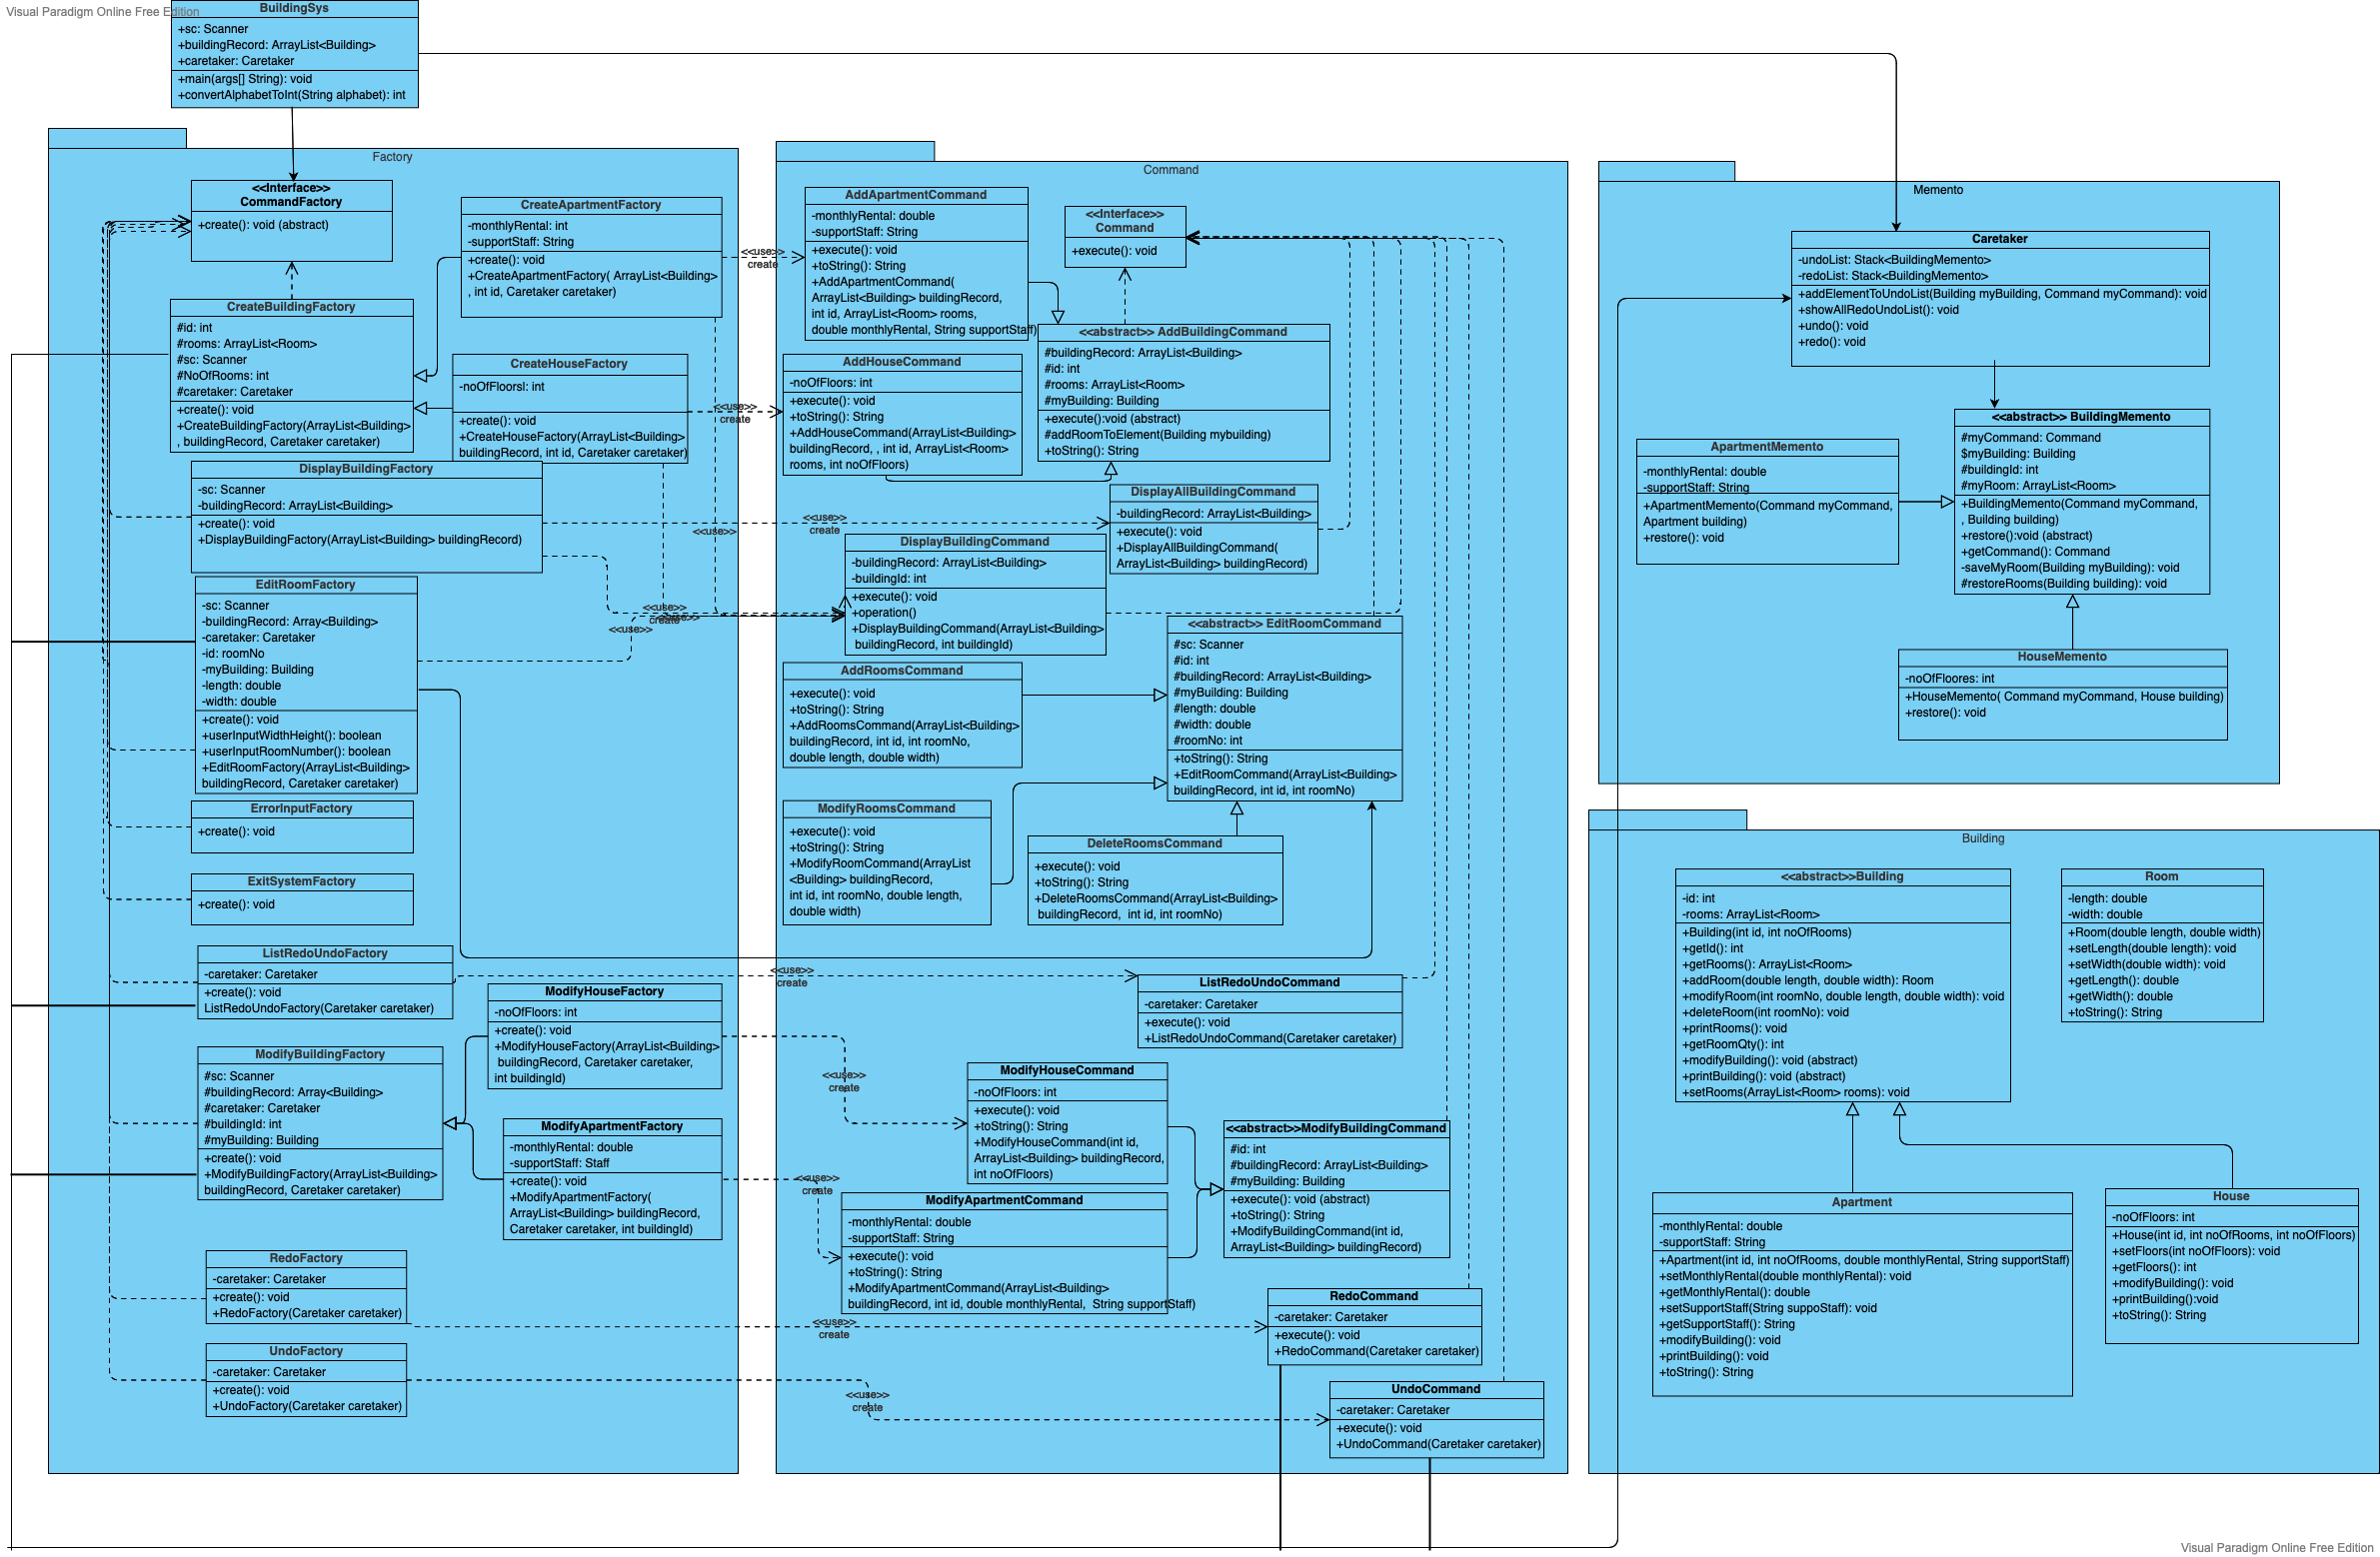 Visual Paradigm Online Free Edition
BuildingSys
+sc: Scanner
+buildingRecord: ArrayList<Building>
+caretaker: Caretaker
+main(args[] String): void
+convertAlphabetToInt(String alphabet): int
Factory
<<Interface>>
CommandFactory
+create(): void (abstract)
CreateApartmentFactory
-monthlyRental: int
-supportStaff: String
+create(): void
+CreateApartmentFactory( ArrayList<Building>
, int id, Caretaker caretaker)
CreateBuildingFactory
#id: int
#rooms: ArrayList<Room>
#sc: Scanner
#NoOfRooms: int
#caretaker: Caretaker
+create(): void
+CreateBuildingFactory(ArrayList<Building>
, buildingRecord, Caretaker caretaker)
CreateHouseFactory
-noOfFloorsl: int
+create(): void
+CreateHouseFactory(ArrayList<Building>
buildingRecord, int id, Caretaker caretaker)
DisplayBuildingFactory
-sc: Scanner
-buildingRecord: ArrayList<Building>
+create(): void
+DisplayBuildingFactory(ArrayList<Building> buildingRecord)
EditRoomFactory
-sc: Scanner
-buildingRecord: Array<Building>
-caretaker: Caretaker
-id: roomNo
-myBuilding: Building
-length: double
-width: double
+create(): void
+userInputWidthHeight(): boolean
+userInputRoomNumber(): boolean
+EditRoomFactory(ArrayList<Building>
buildingRecord, Caretaker caretaker)
ErrorInputFactory
+create(): void
ExitSystemFactory
+create(): void
ListRedoUndoFactory
-caretaker: Caretaker
+create(): void
ListRedoUndoFactory(Caretaker caretaker)
ModifyHouseFactory
-noOfFloors: int
+create(): void
+ModifyHouseFactory(ArrayList<Building>
buildingRecord, Caretaker caretaker,
int buildingId)
ModifyBuildingFactory
#sc: Scanner
#buildingRecord: Array<Building>
#caretaker: Caretaker
#buildingId: int
#myBuilding: Building
+create(): void
+ModifyBuildingFactory(ArrayList<Building>
buildingRecord, Caretaker caretaker)
ModifyApartmentFactory
-monthlyRental: double
-supportStaff: Staff
+create(): void
+ModifyApartmentFactory(
ArrayList<Building> buildingRecord,
Caretaker caretaker, int buildingId)
RedoFactory
-caretaker: Caretaker
+create(): void
+RedoFactory(Caretaker caretaker)
UndoFactory
-caretaker: Caretaker
+create(): void
+UndoFactory(Caretaker caretaker)
<<use>>
create
<<use>>
create
<<use>>
create
<<use>>
<<use>>
create
<<use>>
<<use>>
create
<<use>>
create
<<use>>
create
<<use>>
create
<<use>>
create
Command
AddApartmentCommand
-monthlyRental: double
-supportStaff: String
+execute(): void
+toString(): String
+AddApartmentCommand(
ArrayList<Building> buildingRecord,
int id, ArrayList<Room> rooms,
double monthlyRental, String supportStaff)
<<Interface>>
Command
+execute(): void
<<abstract>> AddBuildingCommand
#buildingRecord: ArrayList<Building>
#id: int
#rooms: ArrayList<Room>
#myBuilding: Building
+execute():void (abstract)
#addRoomToElement(Building mybuilding)
+toString(): String
AddHouseCommand
-noOfFloors: int
+execute(): void
+toString(): String
+AddHouseCommand(ArrayList<Building>
buildingRecord, , int id, ArrayList<Room>
rooms, int noOfFloors)
DisplayAllBuildingCommand
-buildingRecord: ArrayList<Building>
+execute(): void
+DisplayAllBuildingCommand(
ArrayList<Building> buildingRecord)
DisplayBuildingCommand
-buildingRecord: ArrayList<Building>
-buildingId: int
+execute(): void
+operation()
+DisplayBuildingCommand(ArrayList<Building>
buildingRecord, int buildingId)
<<abstract>> EditRoomCommand
#sc: Scanner
#id: int
#buildingRecord: ArrayList<Building>
#myBuilding: Building
#length: double
#width: double
#roomNo: int
+toString(): String
+EditRoomCommand(ArrayList<Building>
buildingRecord, int id, int roomNo)
AddRoomsCommand
+execute(): void
+toString(): String
+AddRoomsCommand(ArrayList<Building>
buildingRecord, int id, int roomNo,
double length, double width)
ModifyRoomsCommand
+execute(): void
+toString(): String
+ModifyRoomCommand(ArrayList
<Building> buildingRecord,
int id, int roomNo, double length,
double width)
DeleteRoomsCommand
+execute(): void
+toString(): String
+DeleteRoomsCommand(ArrayList<Building>
buildingRecord,  int id, int roomNo)
ListRedoUndoCommand
-caretaker: Caretaker
+execute(): void
+ListRedoUndoCommand(Caretaker caretaker)
ModifyHouseCommand
-noOfFloors: int
+execute(): void
+toString(): String
+ModifyHouseCommand(int id,
ArrayList<Building> buildingRecord,
int noOfFloors)
<<abstract>>ModifyBuildingCommand
#id: int
#buildingRecord: ArrayList<Building>
#myBuilding: Building
+execute(): void (abstract)
+toString(): String
+ModifyBuildingCommand(int id,
ArrayList<Building> buildingRecord)
ModifyApartmentCommand
-monthlyRental: double
-supportStaff: String
+execute(): void
+toString(): String
+ModifyApartmentCommand(ArrayList<Building>
buildingRecord, int id, double monthlyRental,  String supportStaff)
RedoCommand
-caretaker: Caretaker
+execute(): void
+RedoCommand(Caretaker caretaker)
UndoCommand
-caretaker: Caretaker
+execute(): void
+UndoCommand(Caretaker caretaker)
Memento
Caretaker
-undoList: Stack<BuildingMemento>
-redoList: Stack<BuildingMemento>
+addElementToUndoList(Building myBuilding, Command myCommand): void
+showAllRedoUndoList(): void
+undo(): void
+redo(): void
<<abstract>> BuildingMemento
#myCommand: Command
$myBuilding: Building
#buildingId: int
#myRoom: ArrayList<Room>
+BuildingMemento(Command myCommand,
, Building building)
+restore():void (abstract)
+getCommand(): Command
-saveMyRoom(Building myBuilding): void
#restoreRooms(Building building): void
ApartmentMemento
-monthlyRental: double
-supportStaff: String
+ApartmentMemento(Command myCommand,
Apartment building)
+restore(): void
HouseMemento
-noOfFloores: int
+HouseMemento( Command myCommand, House building)
+restore(): void
Building
<<abstract>>Building
-id: int
-rooms: ArrayList<Room>
+Building(int id, int noOfRooms)
+getId(): int
+getRooms(): ArrayList<Room>
+addRoom(double length, double width): Room
+modifyRoom(int roomNo, double length, double width): void
+deleteRoom(int roomNo): void
+printRooms(): void
+getRoomQty(): int
+modifyBuilding(): void (abstract)
+printBuilding(): void (abstract)
+setRooms(ArrayList<Room> rooms): void
Room
-length: double
-width: double
+Room(double length, double width)
+setLength(double length): void
+setWidth(double width): void
+getLength(): double
+getWidth(): double
+toString(): String
Apartment
-monthlyRental: double
-supportStaff: String
+Apartment(int id, int noOfRooms, double monthlyRental, String supportStaff)
+setMonthlyRental(double monthlyRental): void
+getMonthlyRental(): double
+setSupportStaff(String suppoStaff): void
+getSupportStaff(): String
+modifyBuilding(): void
+printBuilding(): void
+toString(): String
House
-noOfFloors: int
+House(int id, int noOfRooms, int noOfFloors)
+setFloors(int noOfFloors): void
+getFloors(): int
+modifyBuilding(): void
+printBuilding():void
+toString(): String
Visual Paradigm Online Free Edition